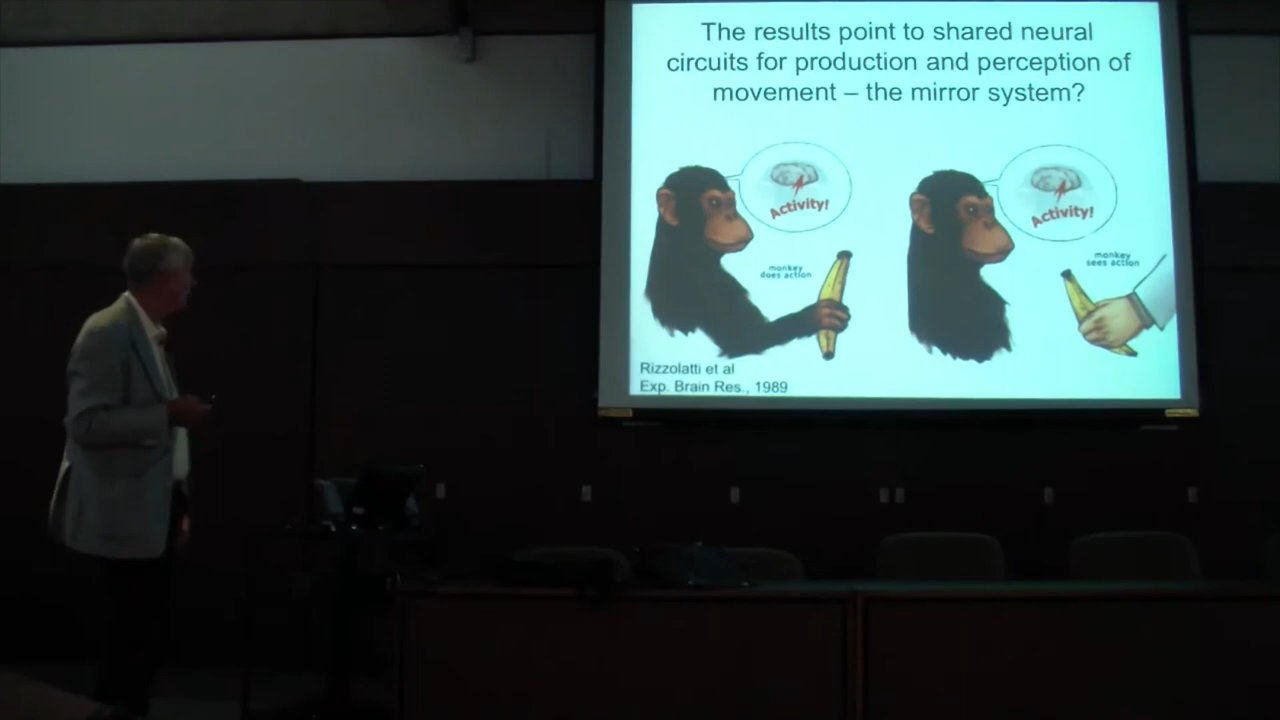 The results point to shared neural
circuits for production and perception of
movement – the mirror system?
Activity!
monkey
does action
Activity!
monkey
sees action
Rizzolatti et al
Exp. Brain Res., 1989